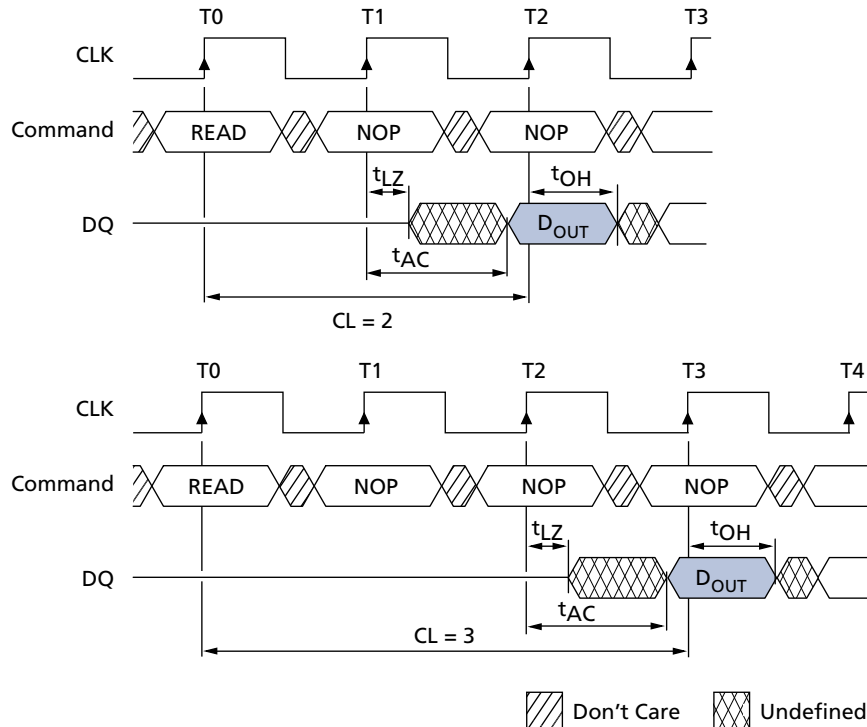 T0 T1 T2 T3
CLK
Command READ NOP NOP
tLZ tOH
DQ DOUT
tAC
CL = 2
T0 T1 T2 T3 T4
CLK
Command READ NOP NOP NOP
tLZ tOH
DQ DOUT
tAC
CL = 3
Don't Care Undefined